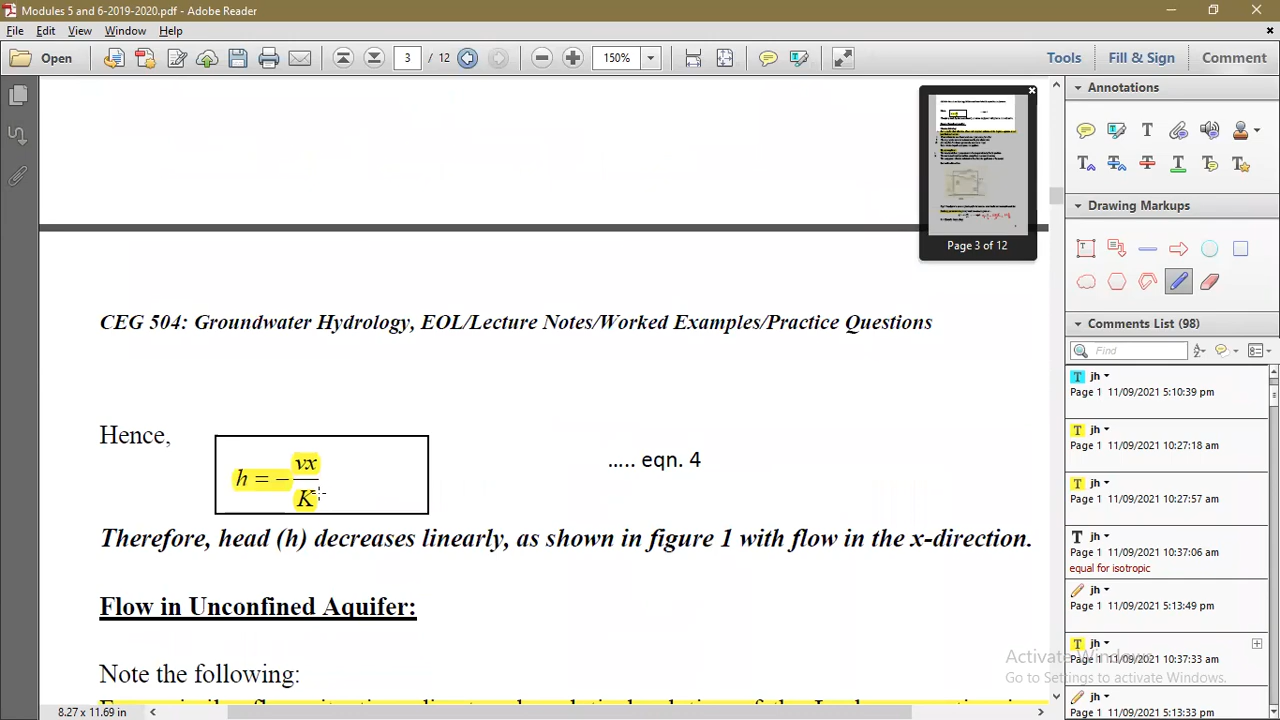 Modules 5 and 6-2019-2020.pdf - Adobe Reader
File Edit View Window Help
Open 3 / 12 150% Tools Fill & Sign Comment
Annotations
Page 3 of 12
Drawing Markups
CEG 504: Groundwater Hydrology, EOL/Lecture Notes/Worked Examples/Practice Questions
Comments List (98)
Find
jh
Page 1 11/09/2021 5:10:39 pm
jh
Page 1 11/09/2021 10:27:18 am
jh
Page 1 11/09/2021 10:27:57 am
jh
Page 1 11/09/2021 10:37:06 am
equal for isotropic
jh
Page 1 11/09/2021 5:13:49 pm
jh
Page 1 11/09/2021 10:37:33 am
jh
Page 1 11/09/2021 5:13:33 pm
Hence,
h = − vx / K
..... eqn. 4
Therefore, head (h) decreases linearly, as shown in figure 1 with flow in the x-direction.
Flow in Unconfined Aquifer:
Note the following:
Activate Windows
Go to Settings to activate Windows.
8.27 x 11.69 in